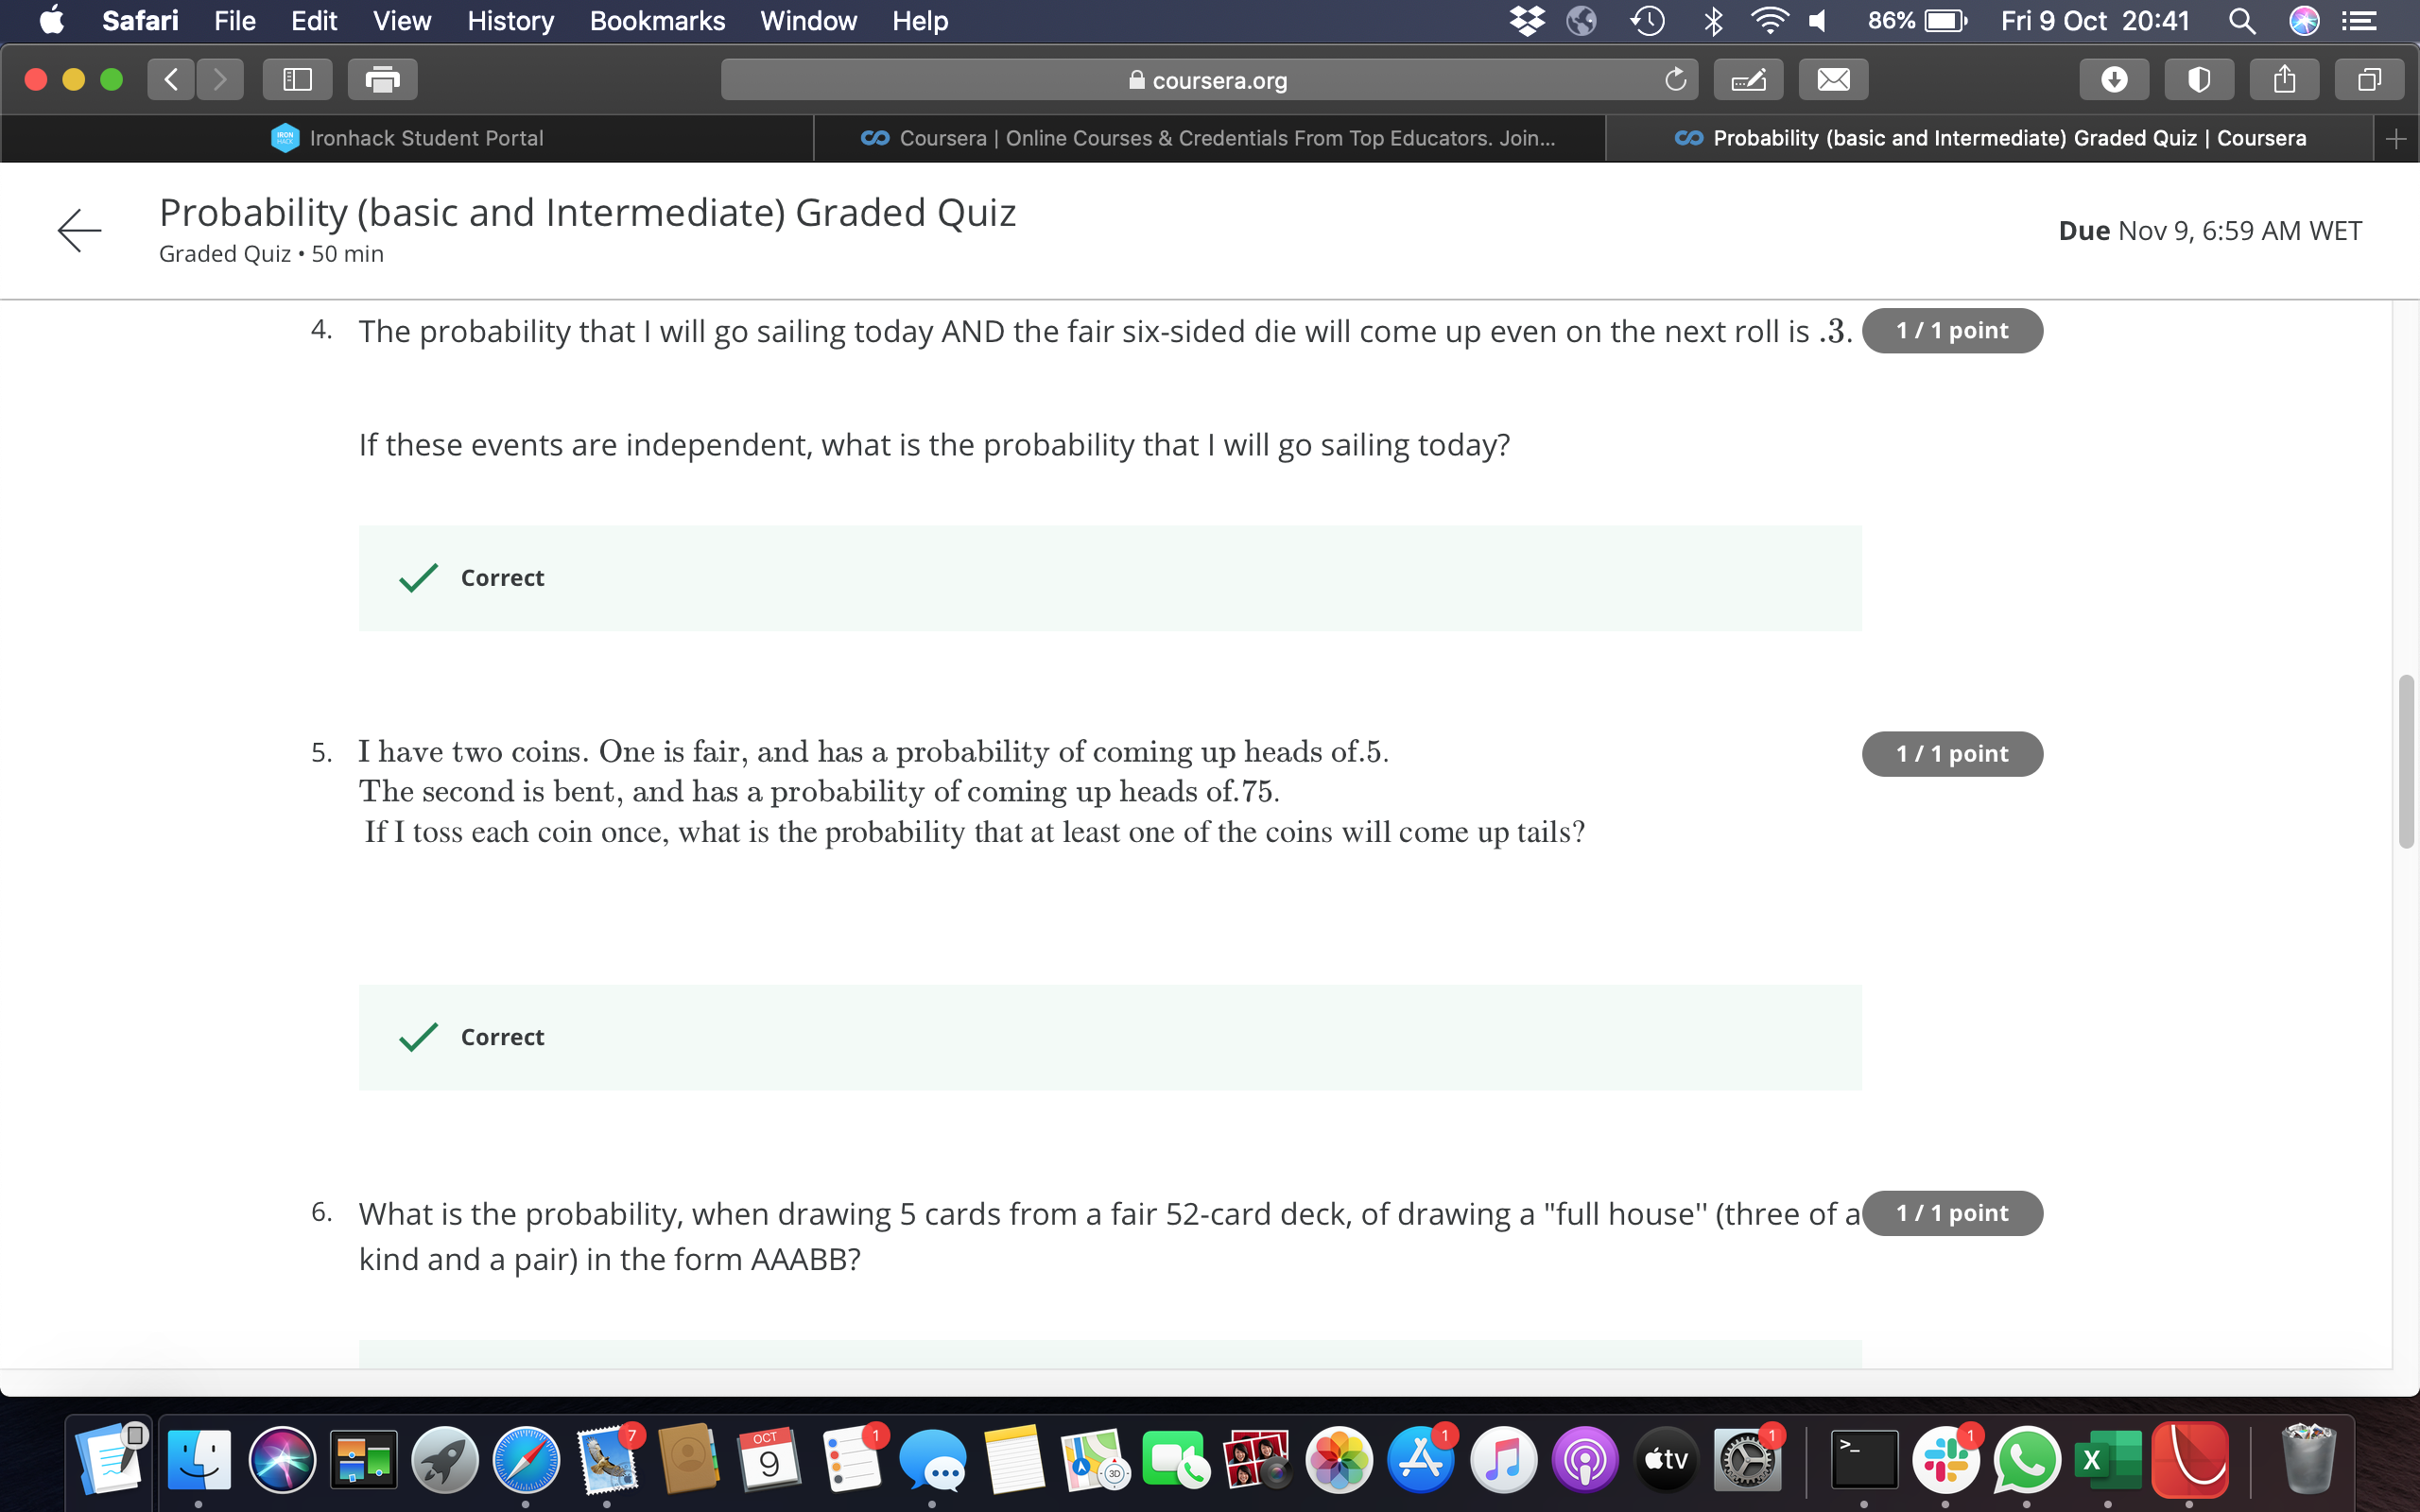 Safari File Edit View History Bookmarks Window Help 86% Fri 9 Oct 20:41
coursera.org
IRON HACK Ironhack Student Portal
Coursera | Online Courses & Credentials From Top Educators. Join...
Probability (basic and Intermediate) Graded Quiz | Coursera
Probability (basic and Intermediate) Graded Quiz
Graded Quiz • 50 min
Due Nov 9, 6:59 AM WET
4. The probability that I will go sailing today AND the fair six-sided die will come up even on the next roll is .3. 1 / 1 point
If these events are independent, what is the probability that I will go sailing today?
Correct
5. I have two coins. One is fair, and has a probability of coming up heads of.5. 1 / 1 point
The second is bent, and has a probability of coming up heads of.75.
If I toss each coin once, what is the probability that at least one of the coins will come up tails?
Correct
6. What is the probability, when drawing 5 cards from a fair 52-card deck, of drawing a "full house'' (three of a 1 / 1 point
kind and a pair) in the form AAABB?
7 OCT 9 1 3D 1 tv 1 >_ 1 X